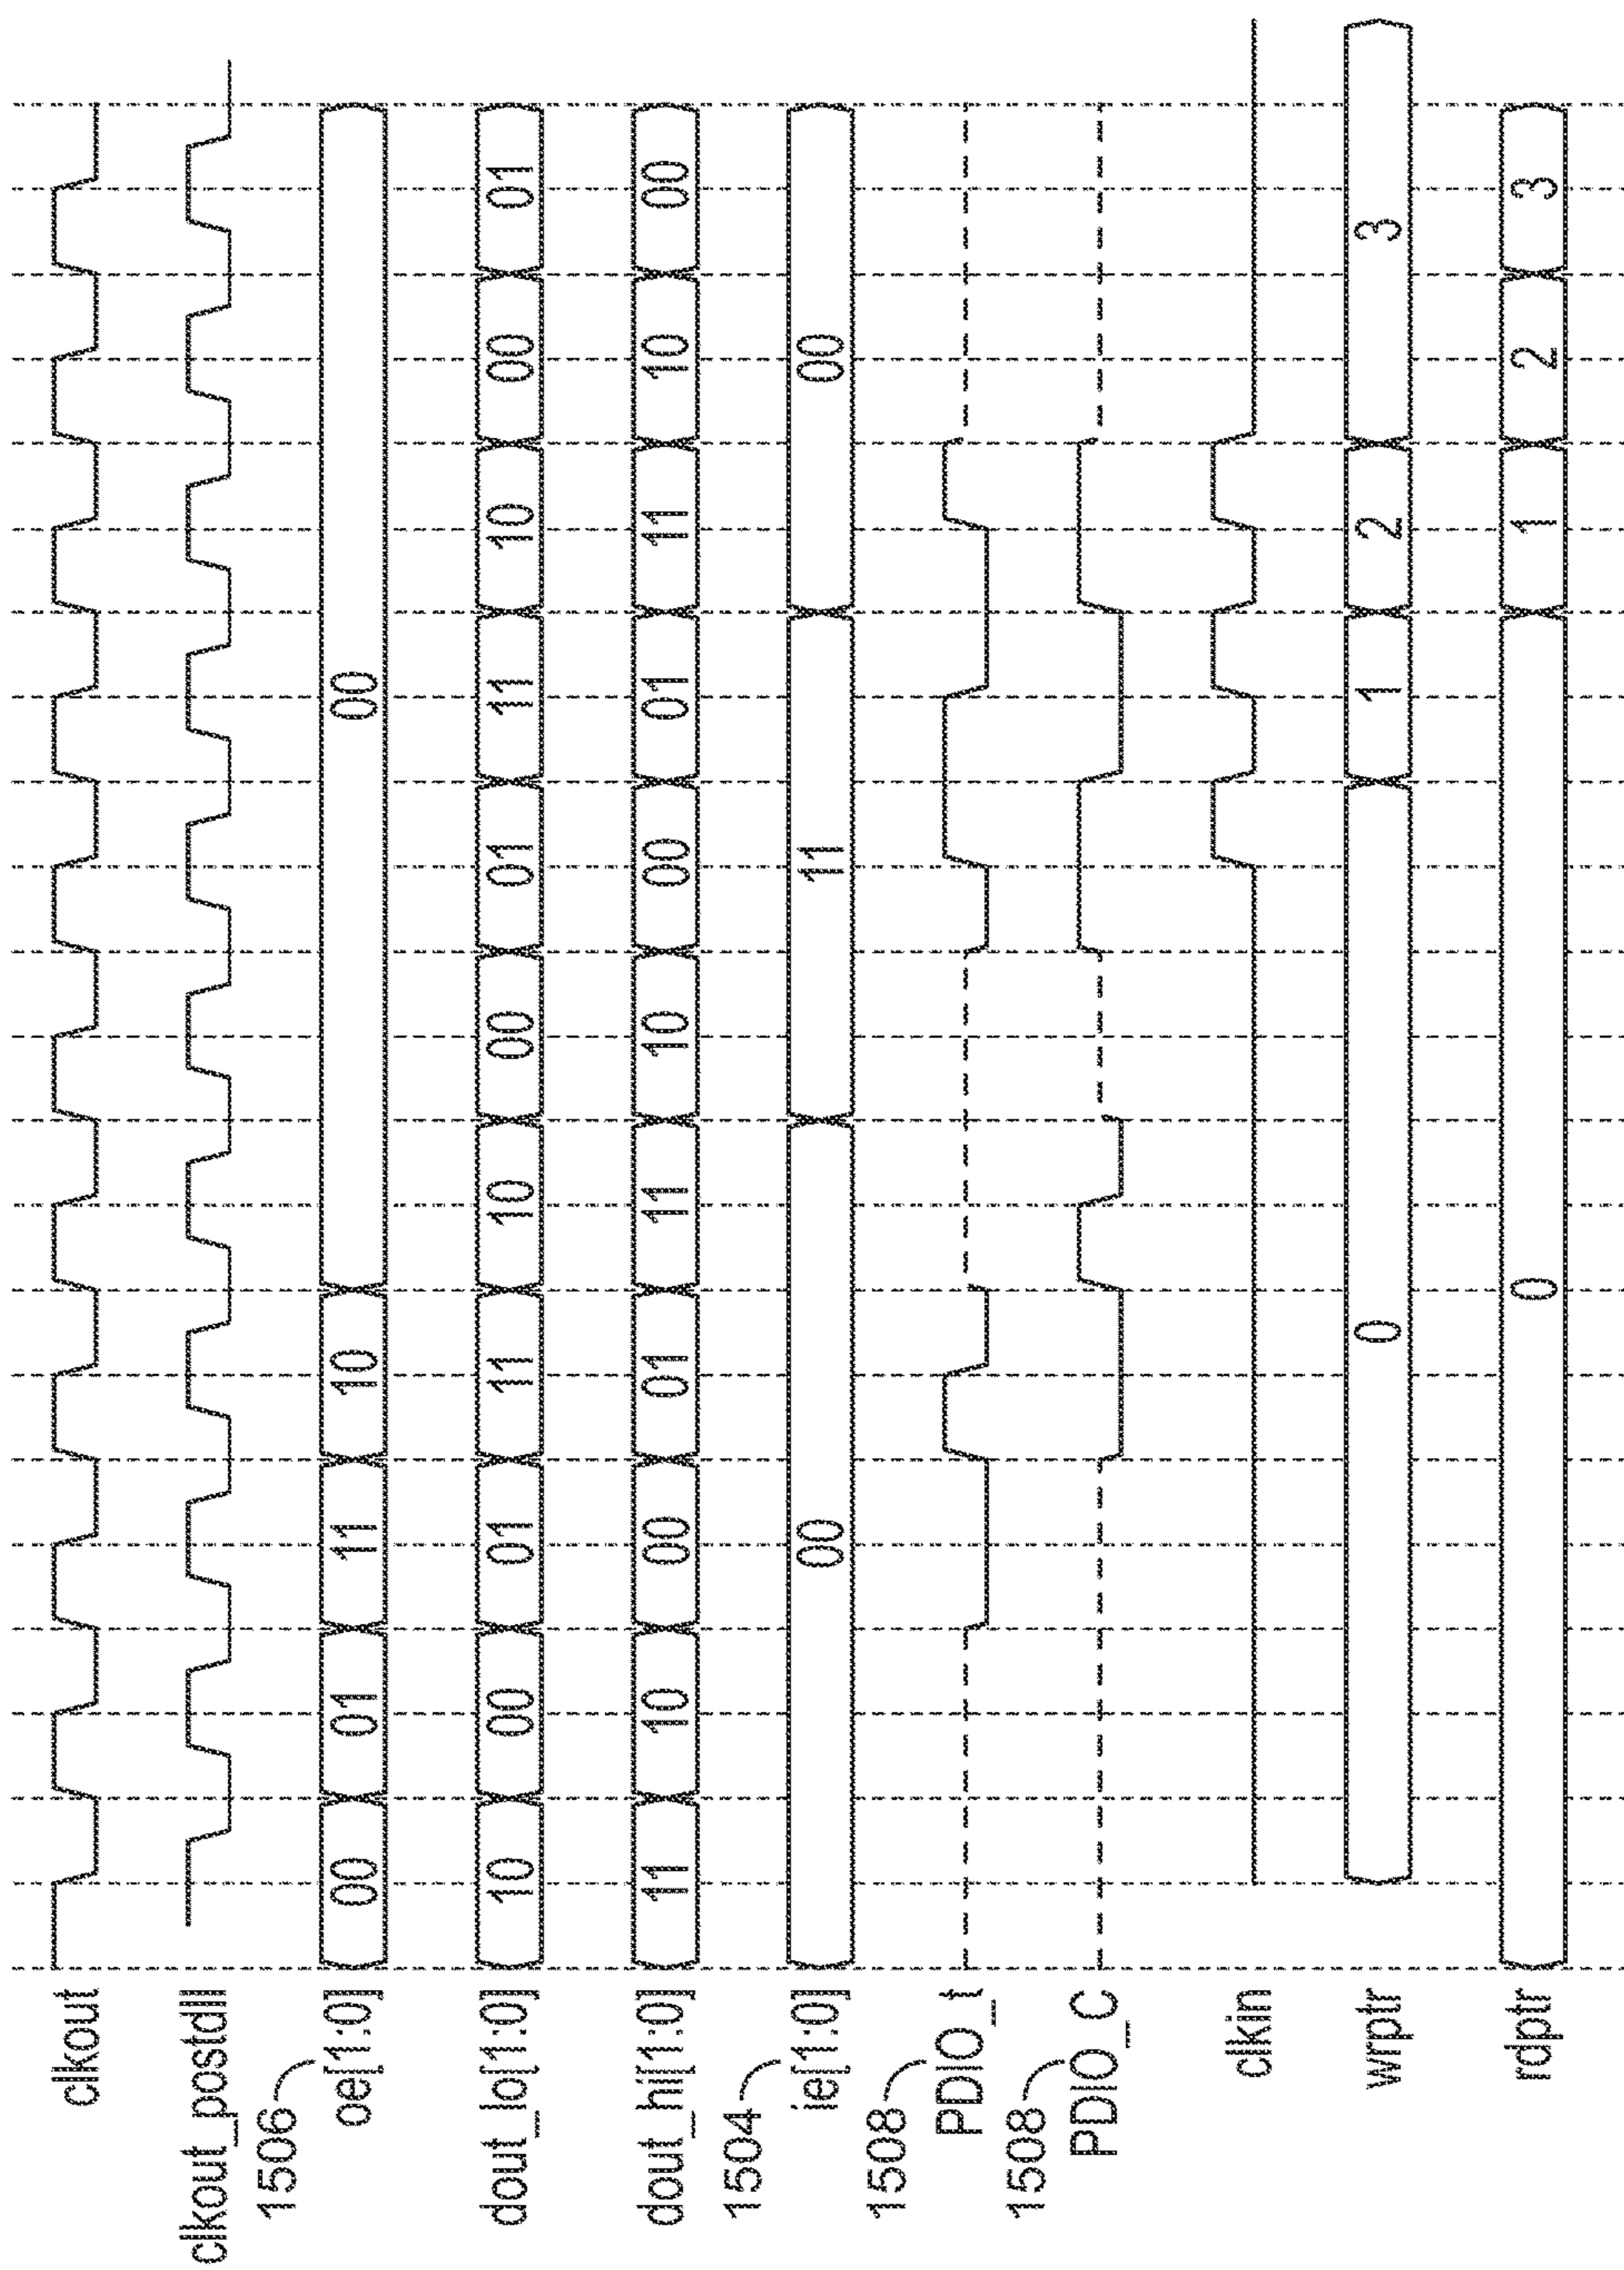 clkout
clkout_postdll
1506
oe[1:0] 00 01 11 10 00
dout_lo[1:0] 10 00 01 11 10 00 01 11 10 00 01
dout_hi[1:0] 11 10 00 01 11 10 00 01 11 10 00
1504
ie[1:0] 00 11 00
1508
PDIO_t
1508
PDIO_c
clkin
wrptr 0 1 2 3
rdptr 0 1 2 3